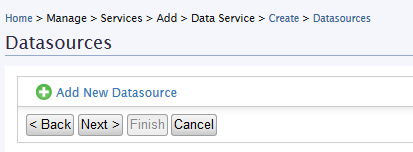 Home > Manage > Services > Add > Data Service > Create > Datasources
Datasources
Add New Datasource
< Back Next > Finish Cancel